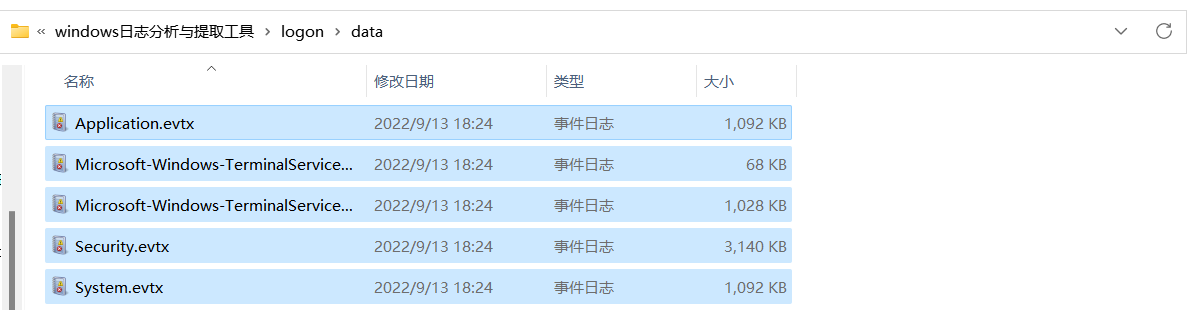 « windows日志分析与提取工具 › logon › data
名称 修改日期 类型 大小
Application.evtx 2022/9/13 18:24 事件日志 1,092 KB
Microsoft-Windows-TerminalService... 2022/9/13 18:24 事件日志 68 KB
Microsoft-Windows-TerminalService... 2022/9/13 18:24 事件日志 1,028 KB
Security.evtx 2022/9/13 18:24 事件日志 3,140 KB
System.evtx 2022/9/13 18:24 事件日志 1,092 KB